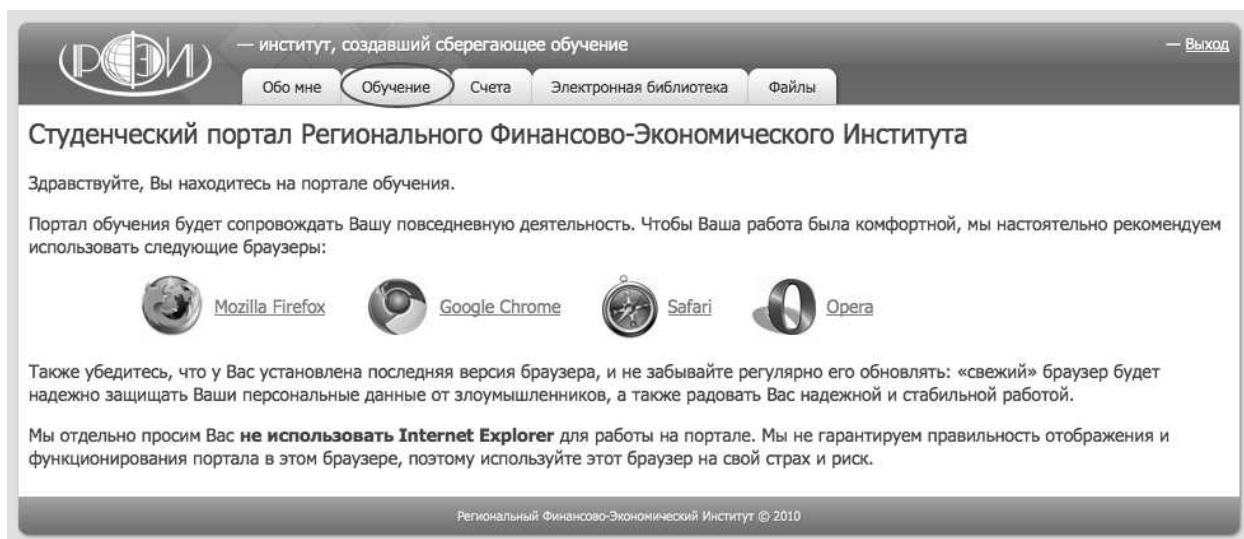 РФЭИ
— институт, создавший сберегающее обучение
— Выход
Обо мне
Обучение
Счета
Электронная библиотека
Файлы
Студенческий портал Регионального Финансово-Экономического Института
Здравствуйте, Вы находитесь на портале обучения.
Портал обучения будет сопровождать Вашу повседневную деятельность. Чтобы Ваша работа была комфортной, мы настоятельно рекомендуем
использовать следующие браузеры:
Mozilla Firefox
Google Chrome
Safari
Opera
Также убедитесь, что у Вас установлена последняя версия браузера, и не забывайте регулярно его обновлять: «свежий» браузер будет
надежно защищать Ваши персональные данные от злоумышленников, а также радовать Вас надежной и стабильной работой.
Мы отдельно просим Вас не использовать Internet Explorer для работы на портале. Мы не гарантируем правильность отображения и
функционирования портала в этом браузере, поэтому используйте этот браузер на свой страх и риск.
Региональный Финансово-Экономический Институт © 2010